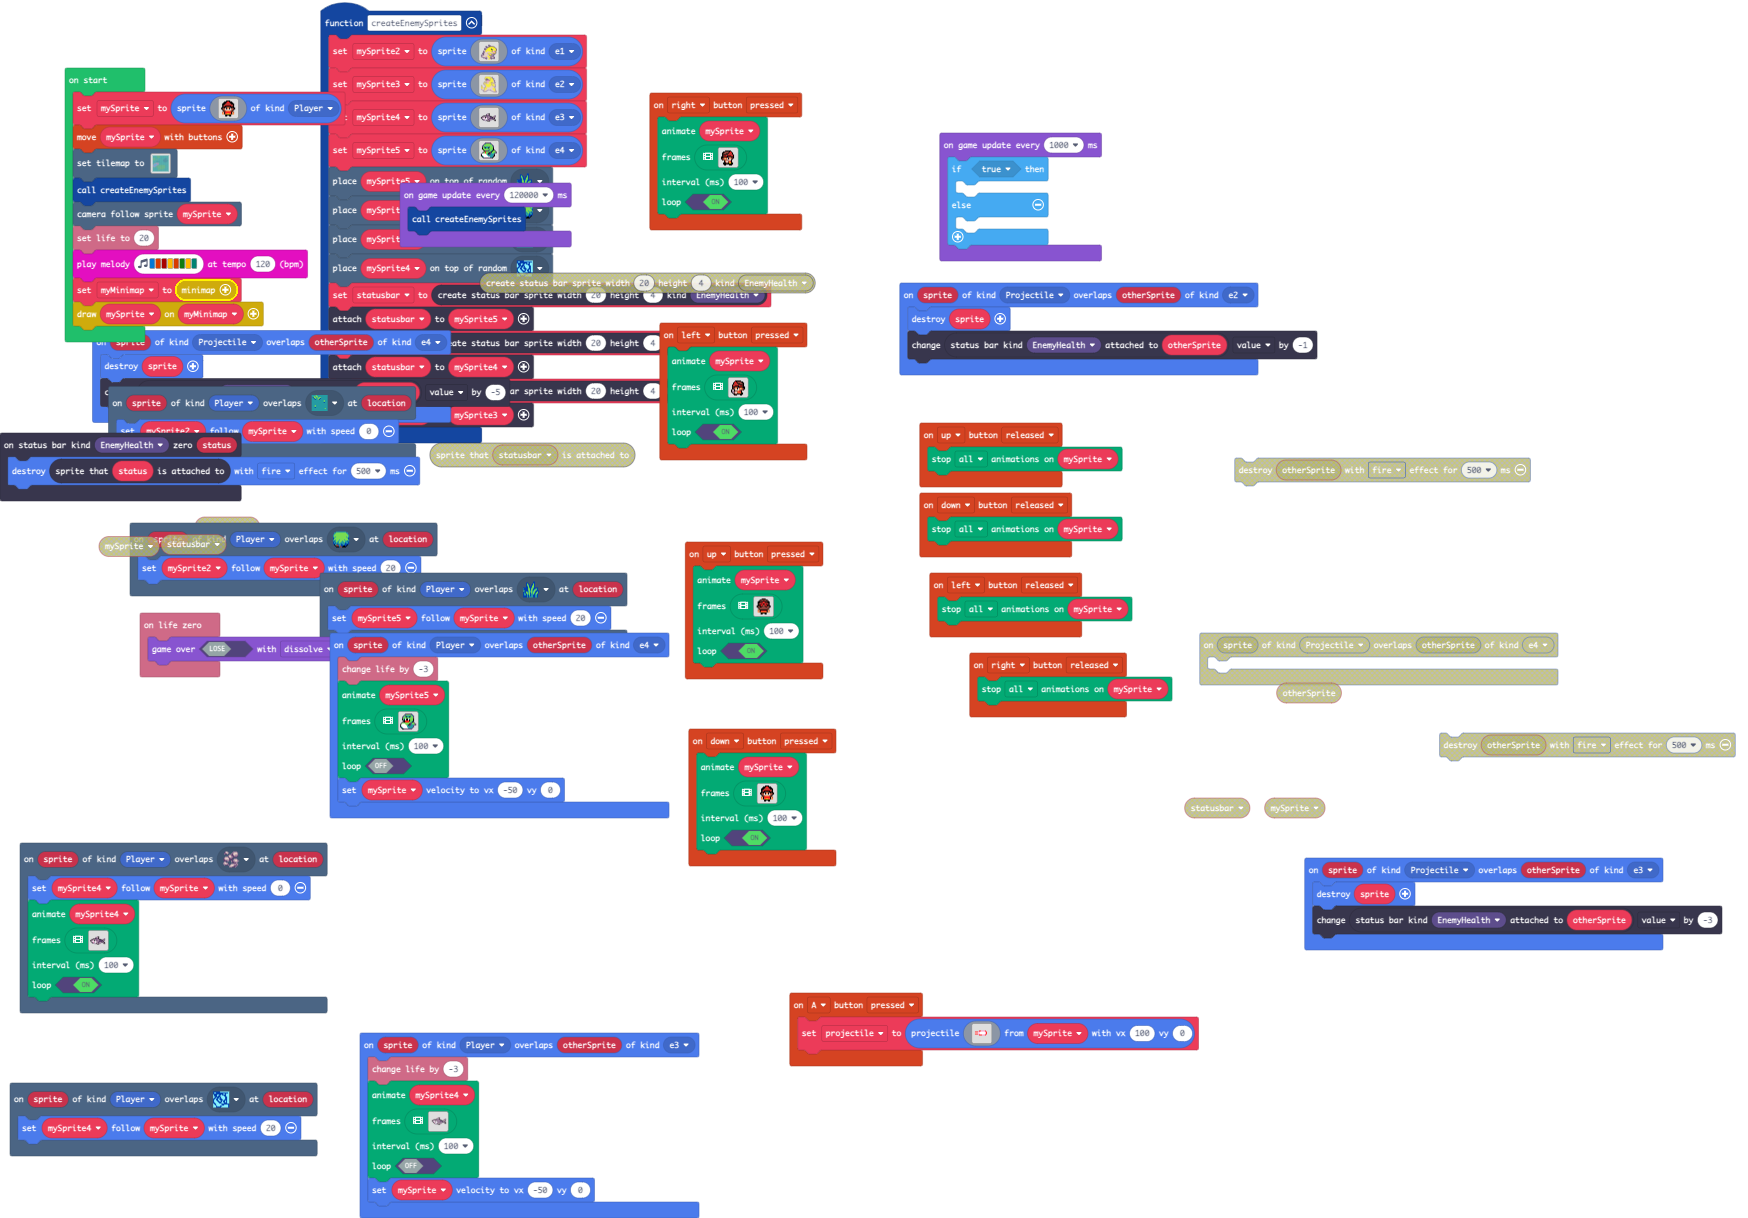 function createEnemySprites
set mySprite2 to sprite of kind e1
set mySprite3 to sprite of kind e2
mySprite4 to sprite of kind e3
set mySprite5 to sprite of kind e4
place mySprite5 on top of random
place
place
place mySprite4 on top of random
set statusbar to create status bar sprite width 20 height 4 kind EnemyHealth
attach statusbar to mySprite5
ate status bar sprite width 20 height 4
attach statusbar to mySprite4
ar sprite width 20 height 4
mySprite3
on start
set mySprite to sprite of kind Player
move mySprite with buttons
set tilemap to
call createEnemySprites
camera follow sprite mySprite
set life to 20
play melody at tempo 120 (bpm)
set myMinimap to minimap
draw mySprite on myMinimap
on game update every 120000 ms
call createEnemySprites
create status bar sprite width 20 height 4 kind EnemyHealth
on sprite of kind Projectile overlaps otherSprite of kind e4
destroy sprite
value by -5
on sprite of kind Player overlaps at location
set mySprite2 follow mySprite with speed 0
on status bar kind EnemyHealth zero status
destroy sprite that status is attached to with fire effect for 500 ms
sprite that statusbar is attached to
on sprite of kind Player overlaps at location
mySprite
statusbar
set mySprite2 follow mySprite with speed 20
on sprite of kind Player overlaps at location
set mySprite5 follow mySprite with speed 20
on life zero
game over LOSE with dissolve
on sprite of kind Player overlaps otherSprite of kind e4
change life by -3
animate mySprite5
frames
interval (ms) 100
loop OFF
set mySprite velocity to vx -50 vy 0
on sprite of kind Player overlaps at location
set mySprite4 follow mySprite with speed 0
animate mySprite4
frames
interval (ms) 100
loop ON
on sprite of kind Player overlaps at location
set mySprite4 follow mySprite with speed 20
on sprite of kind Player overlaps otherSprite of kind e3
change life by -3
animate mySprite4
frames
interval (ms) 100
loop OFF
set mySprite velocity to vx -50 vy 0
on right button pressed
animate mySprite
frames
interval (ms) 100
loop ON
on left button pressed
animate mySprite
frames
interval (ms) 100
loop ON
on up button pressed
animate mySprite
frames
interval (ms) 100
loop ON
on down button pressed
animate mySprite
frames
interval (ms) 100
loop ON
on A button pressed
set projectile to projectile from mySprite with vx 100 vy 0
on game update every 1000 ms
if true then
else
on sprite of kind Projectile overlaps otherSprite of kind e2
destroy sprite
change status bar kind EnemyHealth attached to otherSprite value by -1
on up button released
stop all animations on mySprite
on down button released
stop all animations on mySprite
on left button released
stop all animations on mySprite
on right button released
stop all animations on mySprite
destroy otherSprite with fire effect for 500 ms
on sprite of kind Projectile overlaps otherSprite of kind e4
otherSprite
destroy otherSprite with fire effect for 500 ms
statusbar
mySprite
on sprite of kind Projectile overlaps otherSprite of kind e3
destroy sprite
change status bar kind EnemyHealth attached to otherSprite value by -3